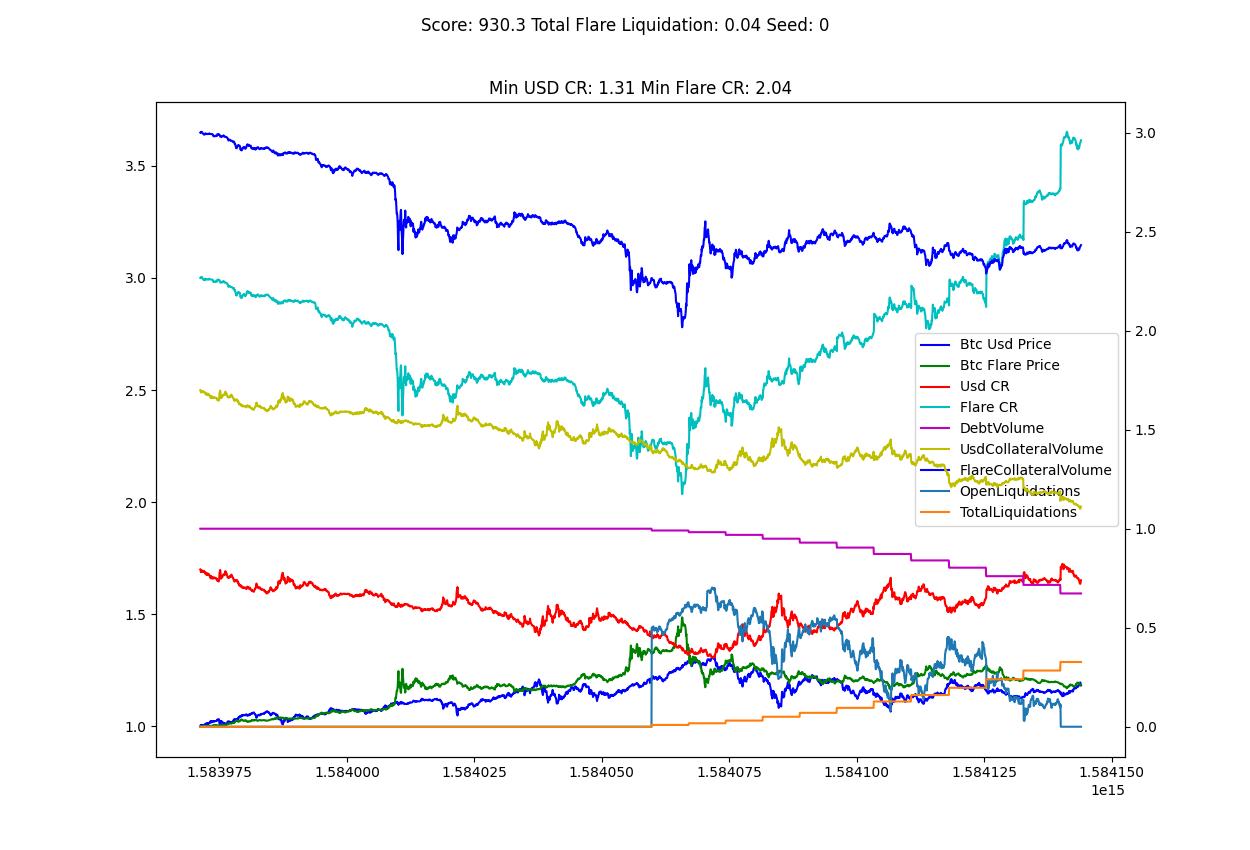 Score: 930.3 Total Flare Liquidation: 0.04 Seed: 0
Min USD CR: 1.31 Min Flare CR: 2.04
3.5
3.0
2.5
2.0
1.5
1.0
3.0
2.5
2.0
1.5
1.0
0.5
0.0
Btc Usd Price
Btc Flare Price
Usd CR
Flare CR
DebtVolume
UsdCollateralVolume
FlareCollateralVolume
OpenLiquidations
TotalLiquidations
1.583975 1.584000 1.584025 1.584050 1.584075 1.584100 1.584125 1.584150
1e15